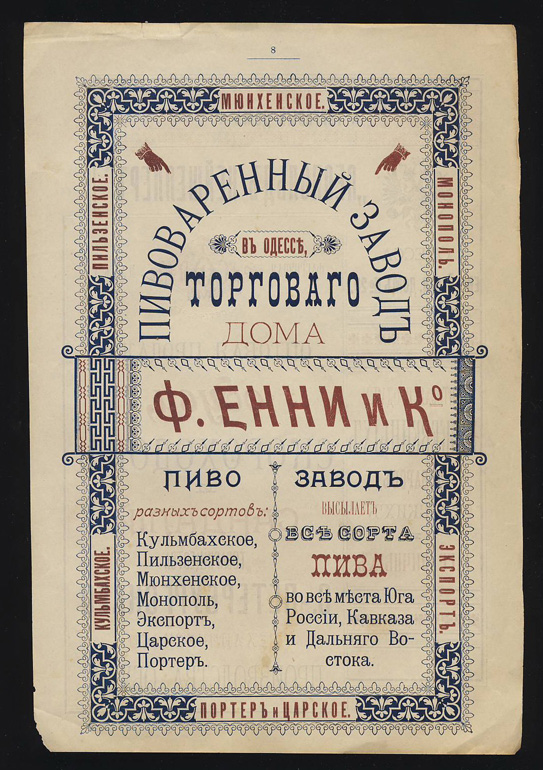 8
МЮНХЕНСКОЕ.
ПИЛЬЗЕНСКОЕ.
МОНОПОЛЬ.
ПИВОВАРЕННЫЙ ЗАВОДЪ
ВЪ ОДЕССѢ,
ТОРГОВАГО
ДОМА
Ф. ЕННИ и Ко
ПИВО
разныхъ сортовъ:
Кульмбахское,
Пильзенское,
Мюнхенское,
Монополь,
Экспортъ,
Царское,
Портеръ.
ЗАВОДЪ
ВЫСЫЛАЕТЪ
ВСѢ СОРТА
ПИВА
во всѣ мѣста Юга
Россіи, Кавказа
и Дальняго Во-
стока.
КУЛЬМБАХСКОЕ.
ЭКСПОРТЪ.
ПОРТЕРЪ и ЦАРСКОЕ.